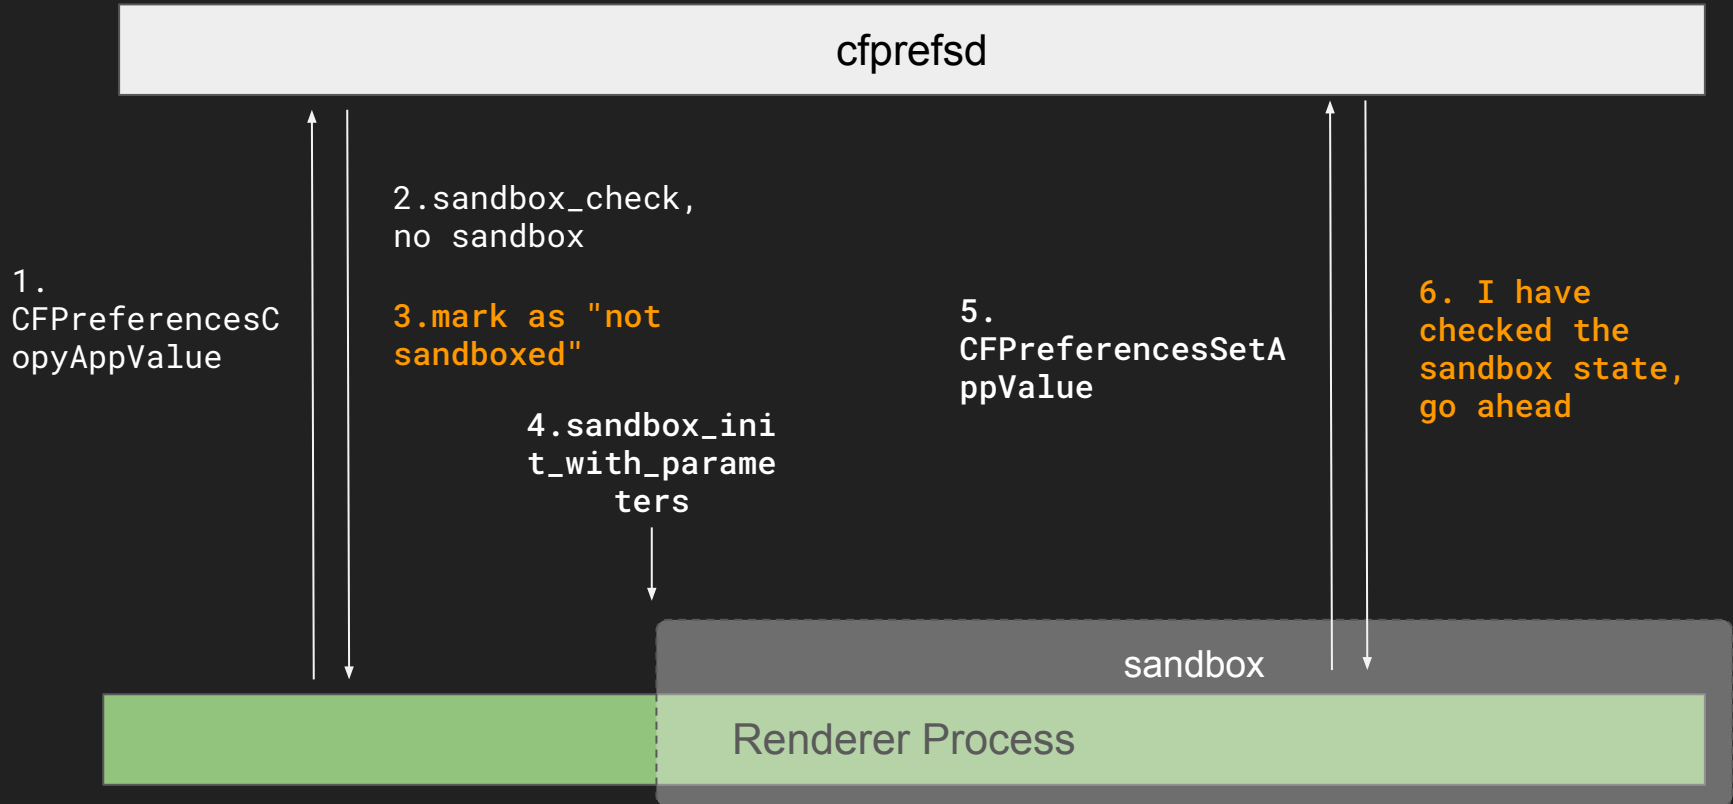 cfprefsd
1.
CFPreferencesC
opyAppValue
2.sandbox_check,
no sandbox
3.mark as "not
sandboxed"
4.sandbox_ini
t_with_parame
ters
5.
CFPreferencesSetA
ppValue
6. I have
checked the
sandbox state,
go ahead
sandbox
Renderer Process